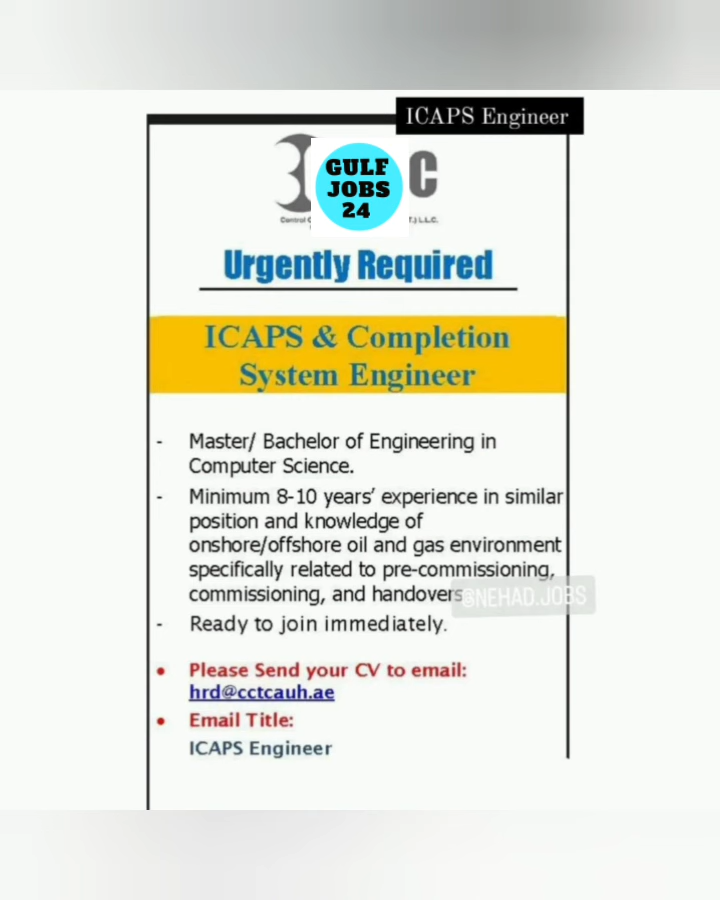 ICAPS Engineer
GULF
JOBS
24
C
Control
L.L.C.
Urgently Required
ICAPS & Completion
System Engineer
- Master/ Bachelor of Engineering in
Computer Science.
- Minimum 8-10 years' experience in similar
position and knowledge of
onshore/offshore oil and gas environment
specifically related to pre-commissioning,
commissioning, and handovers
@NEHAD.JOBS
- Ready to join immediately.
• Please Send your CV to email:
hrd@cctcauh.ae
• Email Title:
ICAPS Engineer